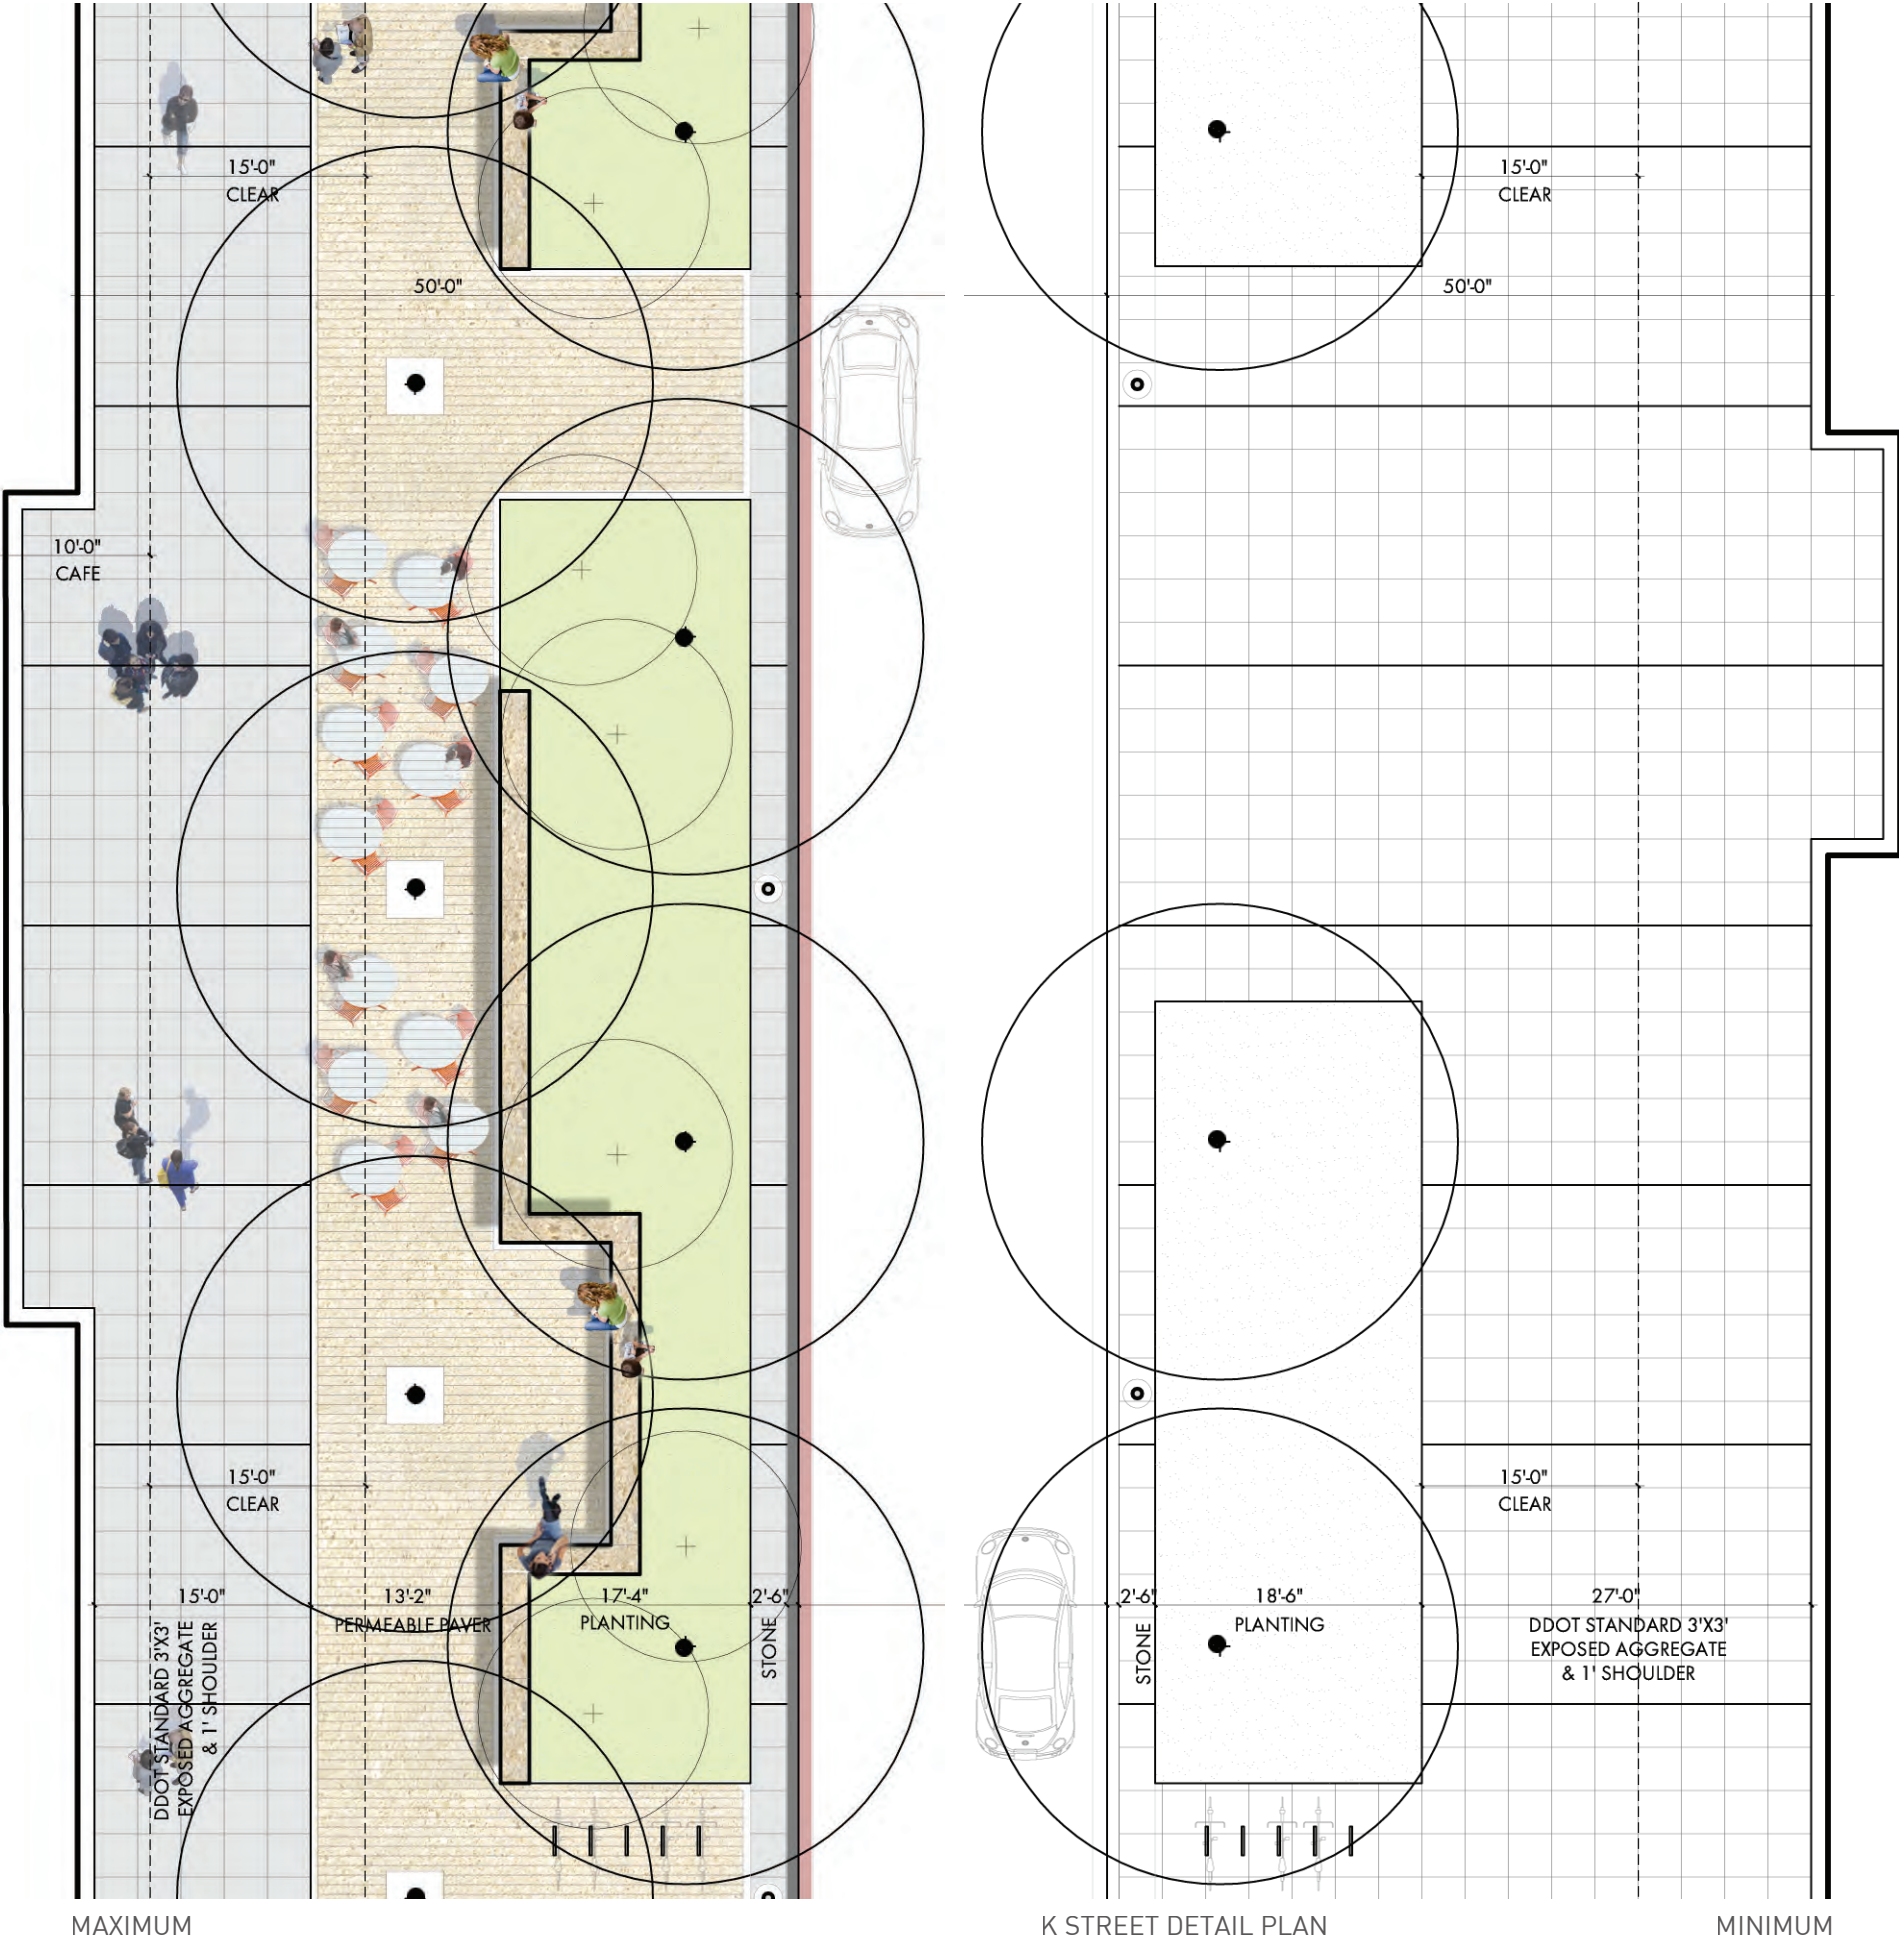 15'-0"
CLEAR
15'-0"
CLEAR
50'-0"
50'-0"
10'-0"
CAFE
15'-0"
CLEAR
15'-0"
CLEAR
15'-0"
13'-2"
17'-4"
2'-6"
2'-6"
18'-6"
27'-0"
DDOT STANDARD 3'X3'
EXPOSED AGGREGATE
& 1' SHOULDER
PERMEABLE PAVER
PLANTING
STONE
STONE
PLANTING
DDOT STANDARD 3'X3'
EXPOSED AGGREGATE
& 1' SHOULDER
MAXIMUM
K STREET DETAIL PLAN
MINIMUM